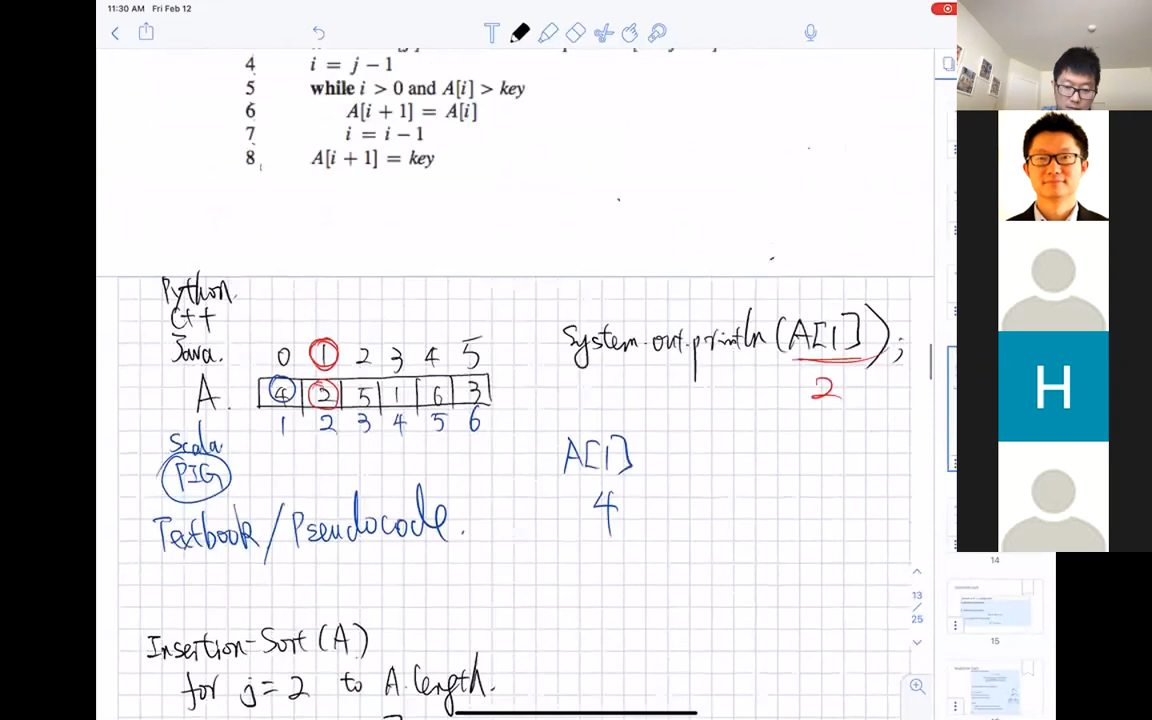 11:30 AM Fri Feb 12
4 i = j − 1
5 while i > 0 and A[i] > key
6 A[i + 1] = A[i]
7 i = i − 1
8 A[i + 1] = key
Python
C++
Java
0 1 2 3 4 5
A. 4 2 5 1 6 3
1 2 3 4 5 6
Scala
PIG
Textbook / Pseudocode.
System.out.println (A[1]);
2
A[1]
4
Insertion-Sort (A)
for j = 2 to A.length.
H
13
/
25
14
15